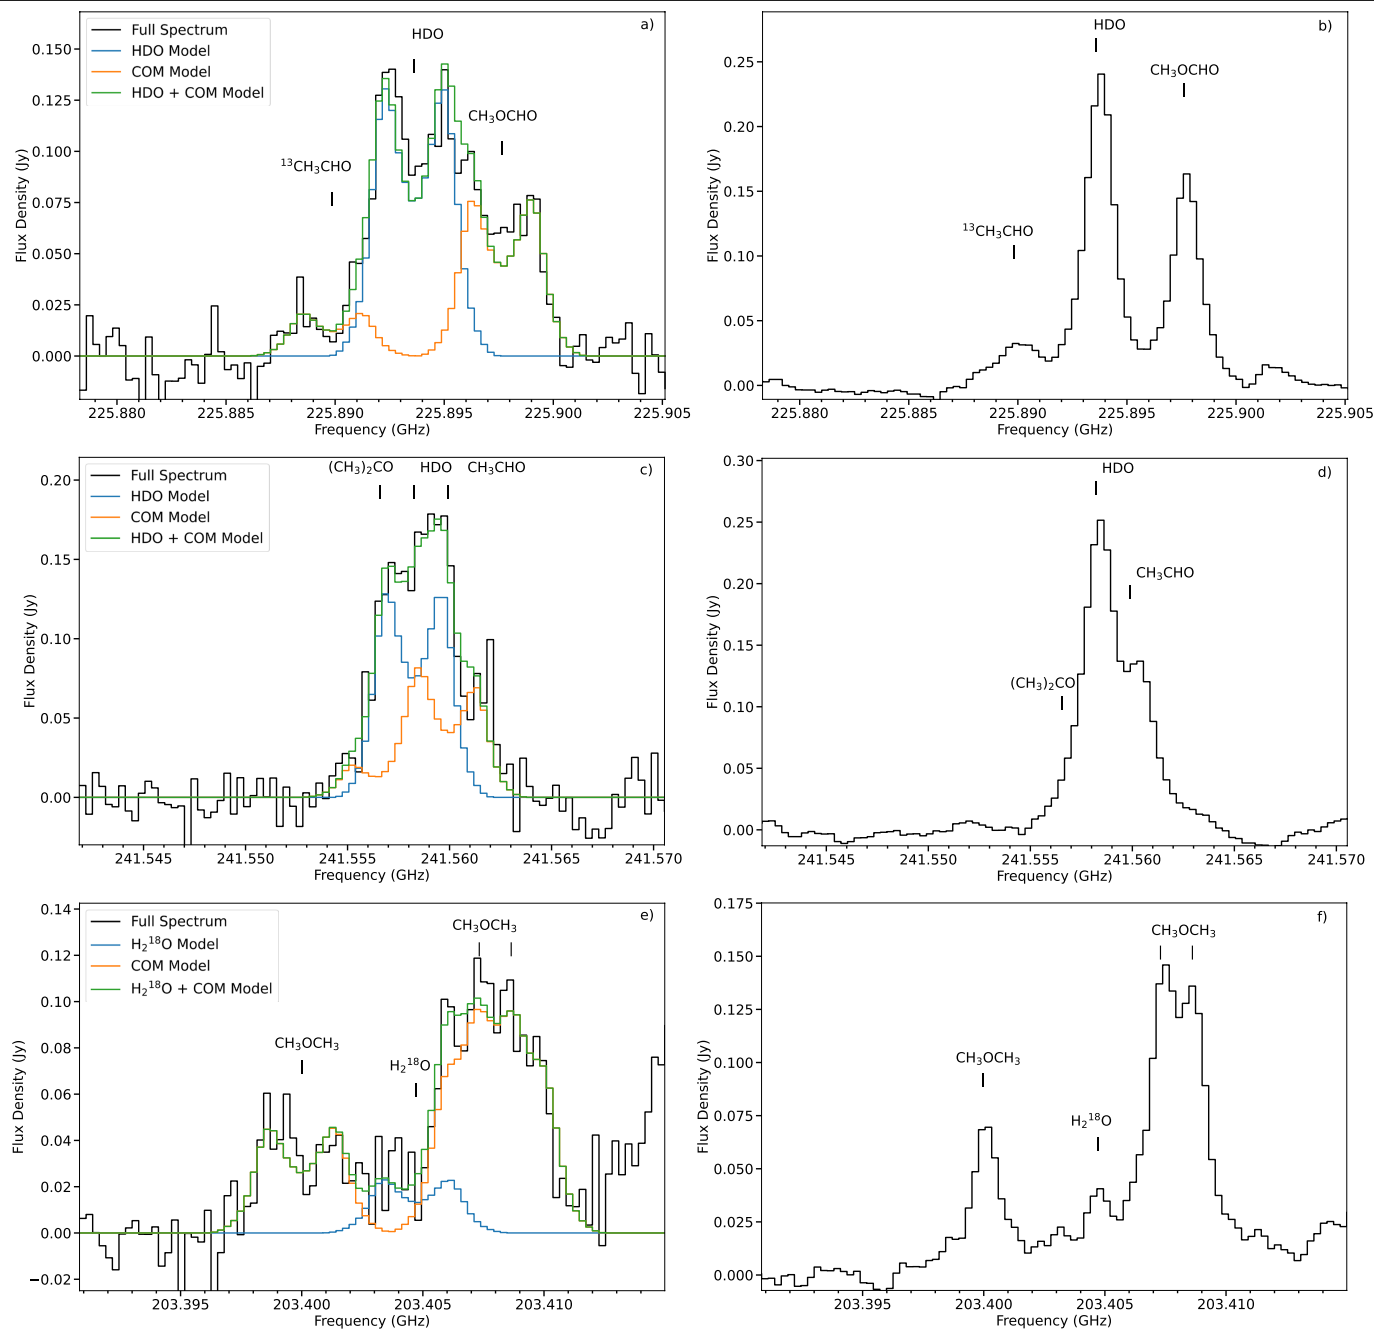 a)
Full Spectrum
HDO Model
COM Model
HDO + COM Model
HDO
CH₃OCHO
¹³CH₃CHO
0.150
0.125
0.100
0.075
0.050
0.025
0.000
Flux Density (Jy)
225.880 225.885 225.890 225.895 225.900 225.905
Frequency (GHz)
b)
HDO
CH₃OCHO
¹³CH₃CHO
0.25
0.20
0.15
0.10
0.05
0.00
Flux Density (Jy)
225.880 225.885 225.890 225.895 225.900 225.905
Frequency (GHz)
c)
Full Spectrum
HDO Model
COM Model
HDO + COM Model
(CH₃)₂CO HDO CH₃CHO
0.20
0.15
0.10
0.05
0.00
Flux Density (Jy)
241.545 241.550 241.555 241.560 241.565 241.570
Frequency (GHz)
d)
HDO
CH₃CHO
(CH₃)₂CO
0.30
0.25
0.20
0.15
0.10
0.05
0.00
Flux Density (Jy)
241.545 241.550 241.555 241.560 241.565 241.570
Frequency (GHz)
e)
Full Spectrum
H₂¹⁸O Model
COM Model
H₂¹⁸O + COM Model
CH₃OCH₃
CH₃OCH₃
H₂¹⁸O
0.14
0.12
0.10
0.08
0.06
0.04
0.02
0.00
−0.02
Flux Density (Jy)
203.395 203.400 203.405 203.410
Frequency (GHz)
f)
CH₃OCH₃
CH₃OCH₃
H₂¹⁸O
0.175
0.150
0.125
0.100
0.075
0.050
0.025
0.000
Flux Density (Jy)
203.395 203.400 203.405 203.410
Frequency (GHz)